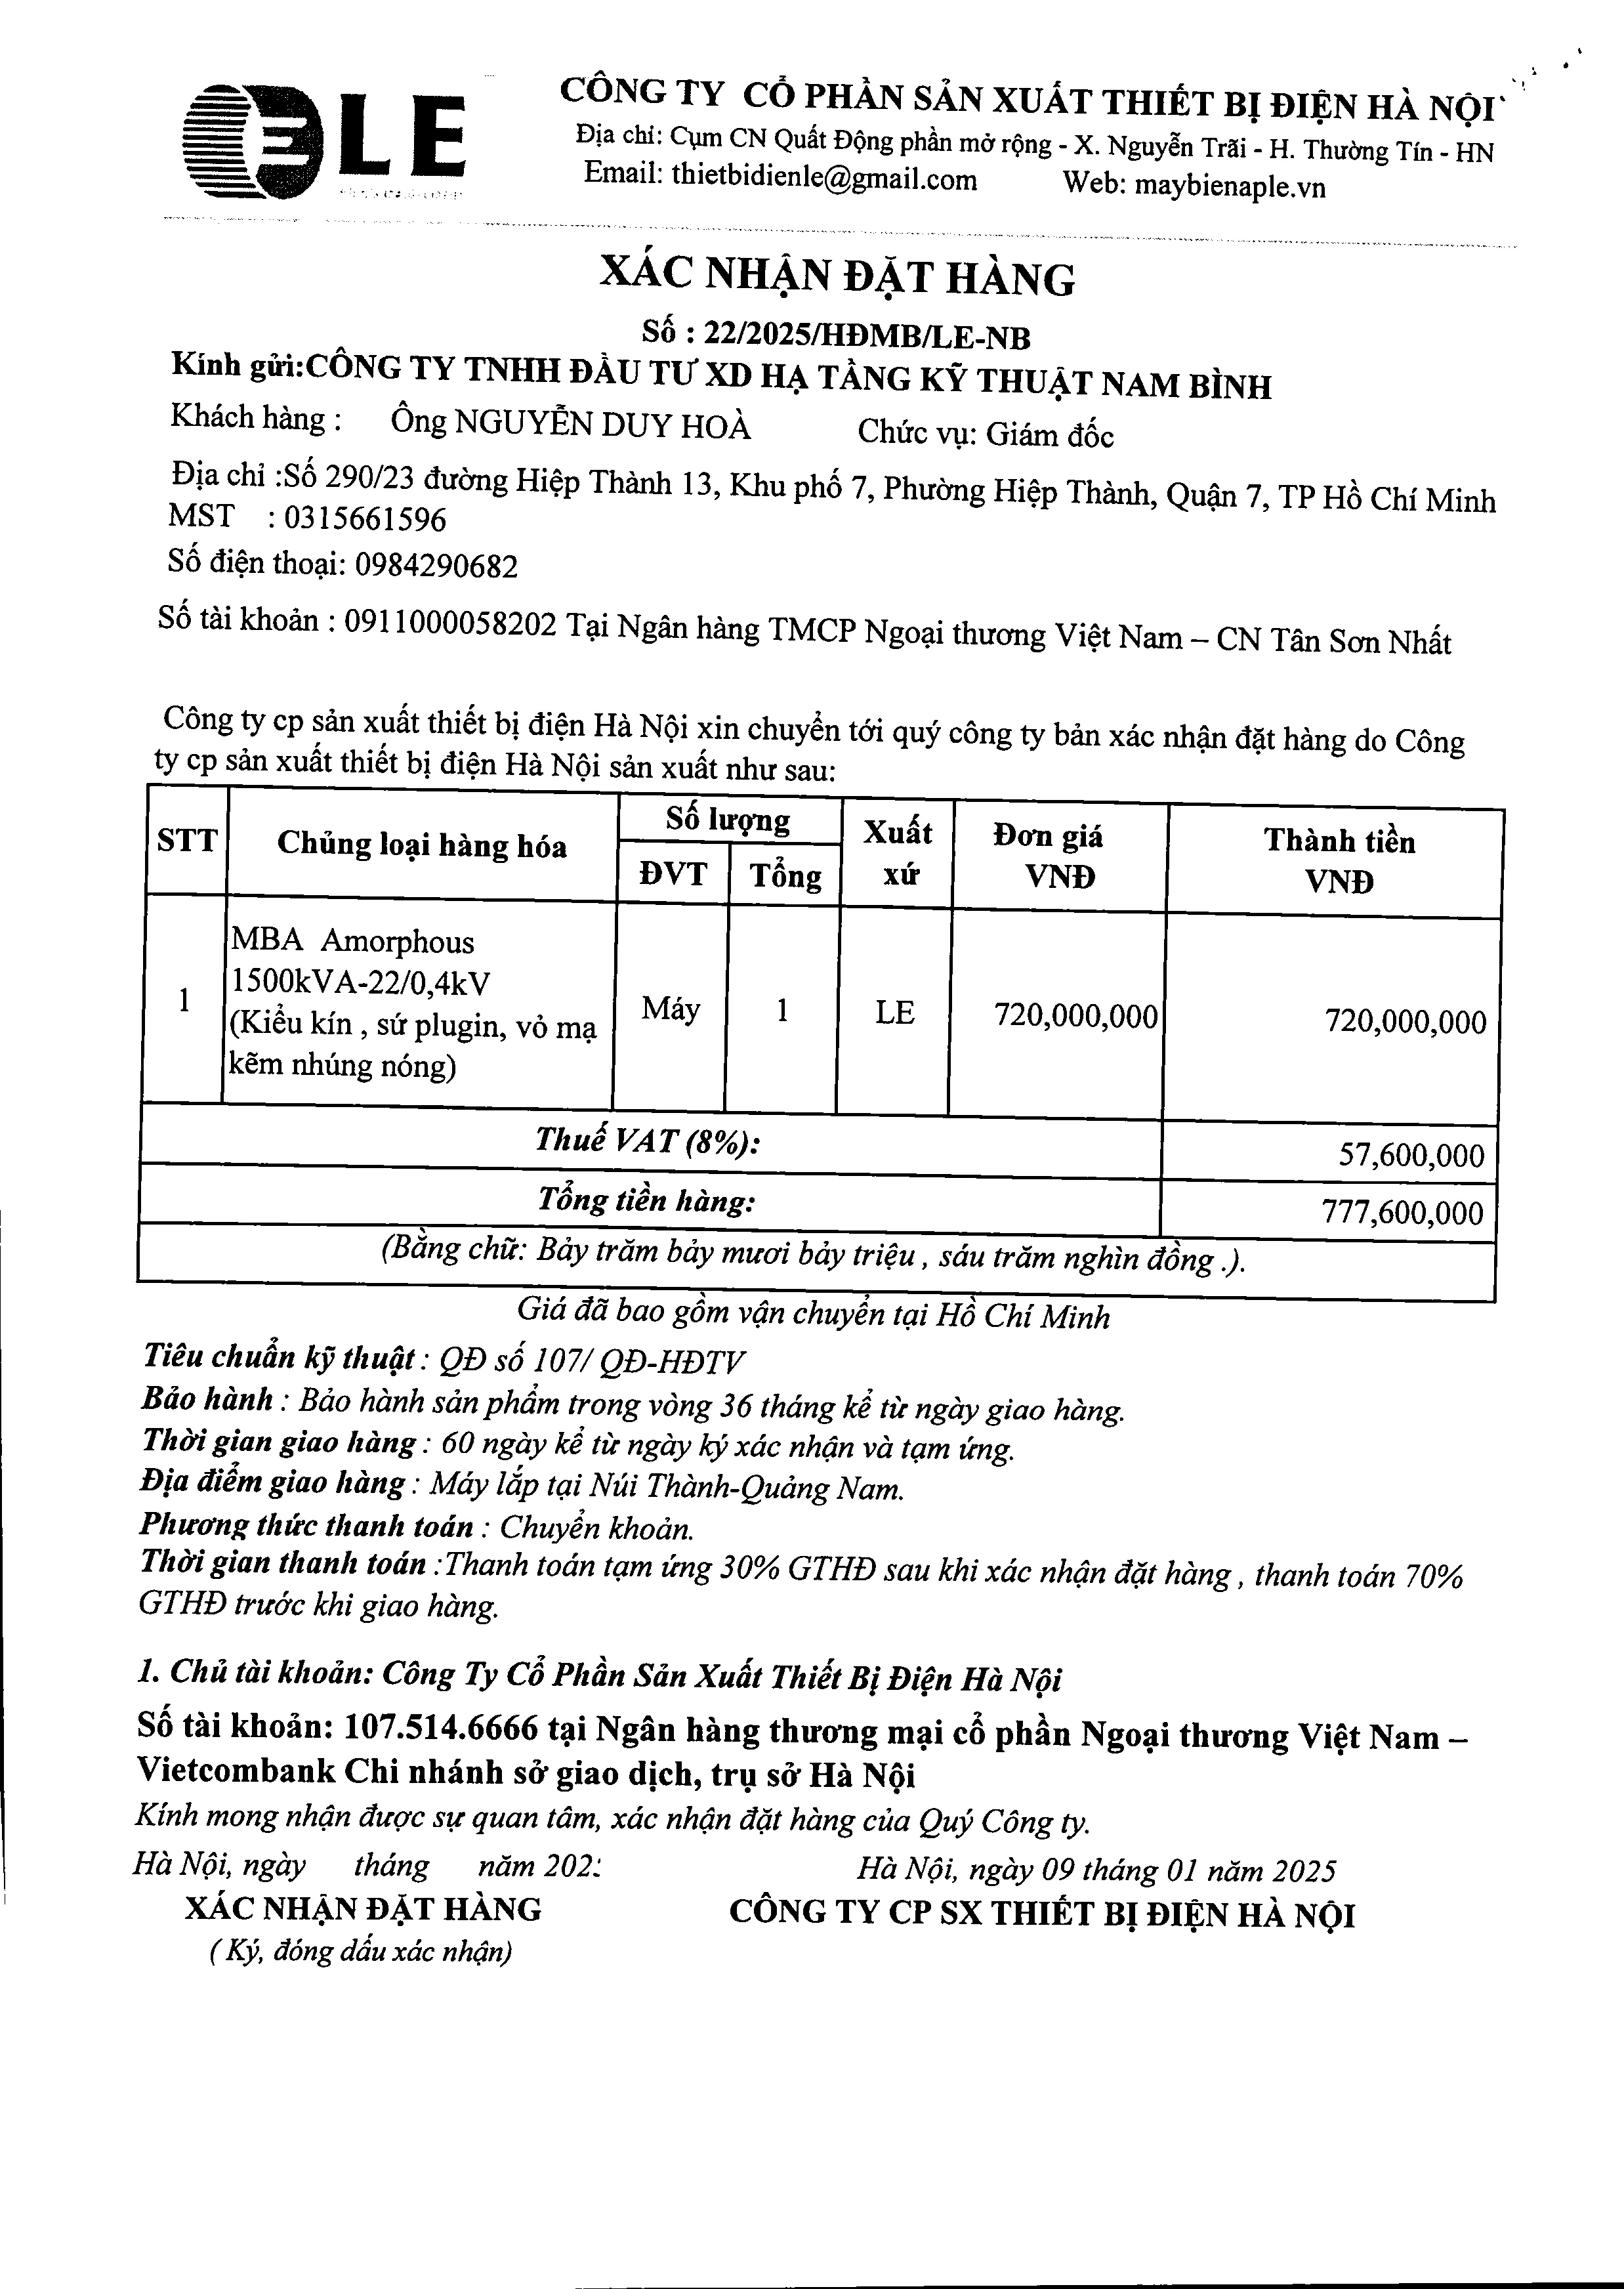 LE
CÔNG TY CỔ PHẦN SẢN XUẤT THIẾT BỊ ĐIỆN HÀ NỘI
Địa chỉ: Cụm CN Quất Động phần mở rộng - X. Nguyễn Trãi - H. Thường Tín - HN
Email: thietbidienle@gmail.com Web: maybienaple.vn
XÁC NHẬN ĐẶT HÀNG
Số : 22/2025/HĐMB/LE-NB
Kính gửi:CÔNG TY TNHH ĐẦU TƯ XD HẠ TẦNG KỸ THUẬT NAM BÌNH
Khách hàng : Ông NGUYỄN DUY HOÀ Chức vụ: Giám đốc
Địa chỉ :Số 290/23 đường Hiệp Thành 13, Khu phố 7, Phường Hiệp Thành, Quận 7, TP Hồ Chí Minh
MST : 0315661596
Số điện thoại: 0984290682
Số tài khoản : 0911000058202 Tại Ngân hàng TMCP Ngoại thương Việt Nam – CN Tân Sơn Nhất
Công ty cp sản xuất thiết bị điện Hà Nội xin chuyển tới quý công ty bản xác nhận đặt hàng do Công
ty cp sản xuất thiết bị điện Hà Nội sản xuất như sau:
STT Chủng loại hàng hóa Số lượng Xuất xứ Đơn giá VNĐ Thành tiền VNĐ
ĐVT Tổng
1 MBA Amorphous
1500kVA-22/0,4kV
(Kiểu kín , sứ plugin, vỏ mạ
kẽm nhúng nóng)
Máy 1 LE 720,000,000 720,000,000
Thuế VAT (8%): 57,600,000
Tổng tiền hàng: 777,600,000
(Bằng chữ: Bảy trăm bảy mươi bảy triệu , sáu trăm nghìn đồng .).
Giá đã bao gồm vận chuyển tại Hồ Chí Minh
Tiêu chuẩn kỹ thuật : QĐ số 107/ QĐ-HĐTV
Bảo hành : Bảo hành sản phẩm trong vòng 36 tháng kể từ ngày giao hàng.
Thời gian giao hàng : 60 ngày kể từ ngày ký xác nhận và tạm ứng.
Địa điểm giao hàng : Máy lắp tại Núi Thành-Quảng Nam.
Phương thức thanh toán : Chuyển khoản.
Thời gian thanh toán :Thanh toán tạm ứng 30% GTHĐ sau khi xác nhận đặt hàng , thanh toán 70%
GTHĐ trước khi giao hàng.
1. Chủ tài khoản: Công Ty Cổ Phần Sản Xuất Thiết Bị Điện Hà Nội
Số tài khoản: 107.514.6666 tại Ngân hàng thương mại cổ phần Ngoại thương Việt Nam –
Vietcombank Chi nhánh sở giao dịch, trụ sở Hà Nội
Kính mong nhận được sự quan tâm, xác nhận đặt hàng của Quý Công ty.
Hà Nội, ngày tháng năm 202 Hà Nội, ngày 09 tháng 01 năm 2025
XÁC NHẬN ĐẶT HÀNG CÔNG TY CP SX THIẾT BỊ ĐIỆN HÀ NỘI
( Ký, đóng dấu xác nhận)